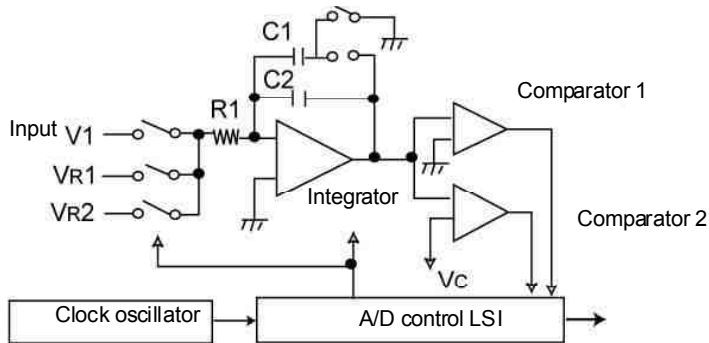 C1
C2
R1
Comparator 1
Input V1
VR1
VR2
Integrator
Comparator 2
VC
Clock oscillator
A/D control LSI